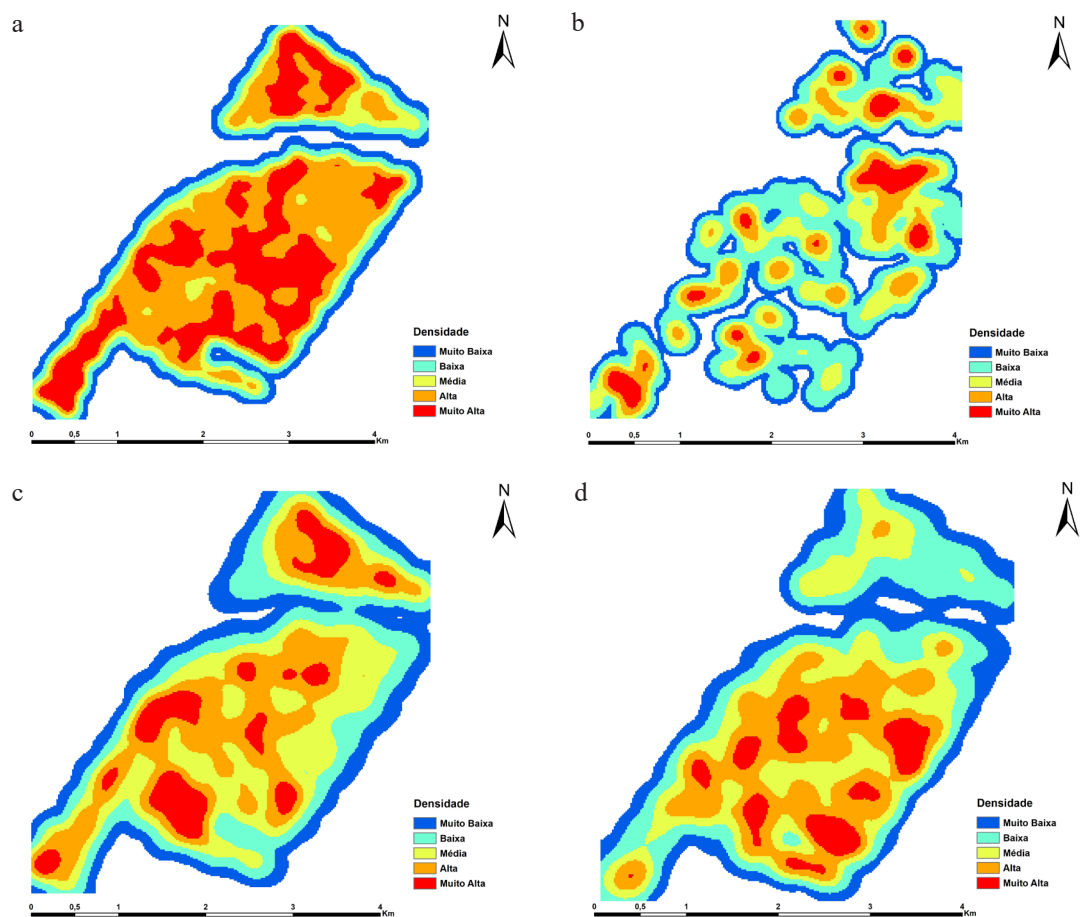 a
N
Densidade
Muito Baixa
Baixa
Média
Alta
Muito Alta
0 0,5 1 2 3 4
Km
b
N
Densidade
Muito Baixa
Baixa
Média
Alta
Muito Alta
0 0,5 1 2 3 4
Km
c
N
Densidade
Muito Baixa
Baixa
Média
Alta
Muito Alta
0 0,5 1 2 3 4
Km
d
N
Densidade
Muito Baixa
Baixa
Média
Alta
Muito Alta
0 0,5 1 2 3 4
Km